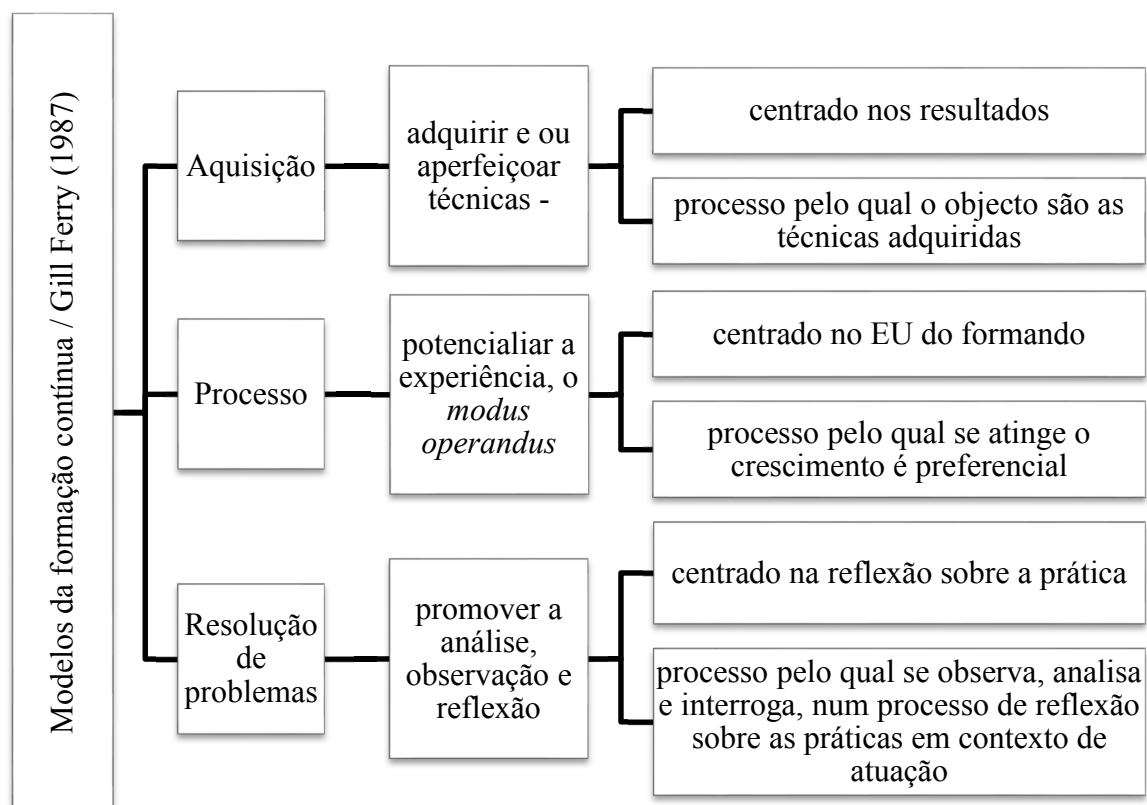 Modelos da formação contínua / Gill Ferry (1987)
Aquisição
adquirir e ou
aperfeiçoar
técnicas -
centrado nos resultados
processo pelo qual o objecto são as
técnicas adquiridas
Processo
potencialiar a
experiência, o
modus
operandus
centrado no EU do formando
processo pelo qual se atinge o
crescimento é preferencial
Resolução
de
problemas
promover a
análise,
observação e
reflexão
centrado na reflexão sobre a prática
processo pelo qual se observa, analisa
e interroga, num processo de reflexão
sobre as práticas em contexto de
atuação